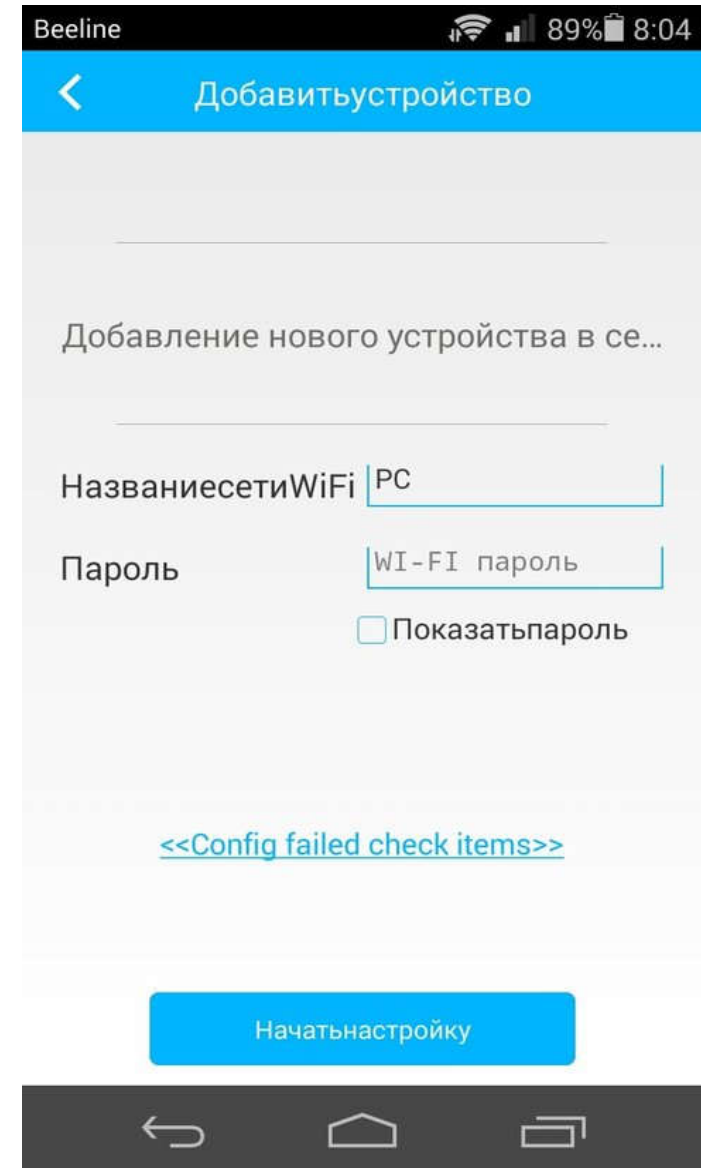 Beeline 89% 8:04
Добавитьустройство
Добавление нового устройства в се...
НазваниесетиWiFi PC
Пароль WI-FI пароль
Показатьпароль
<<Config failed check items>>
Начатьнастройку